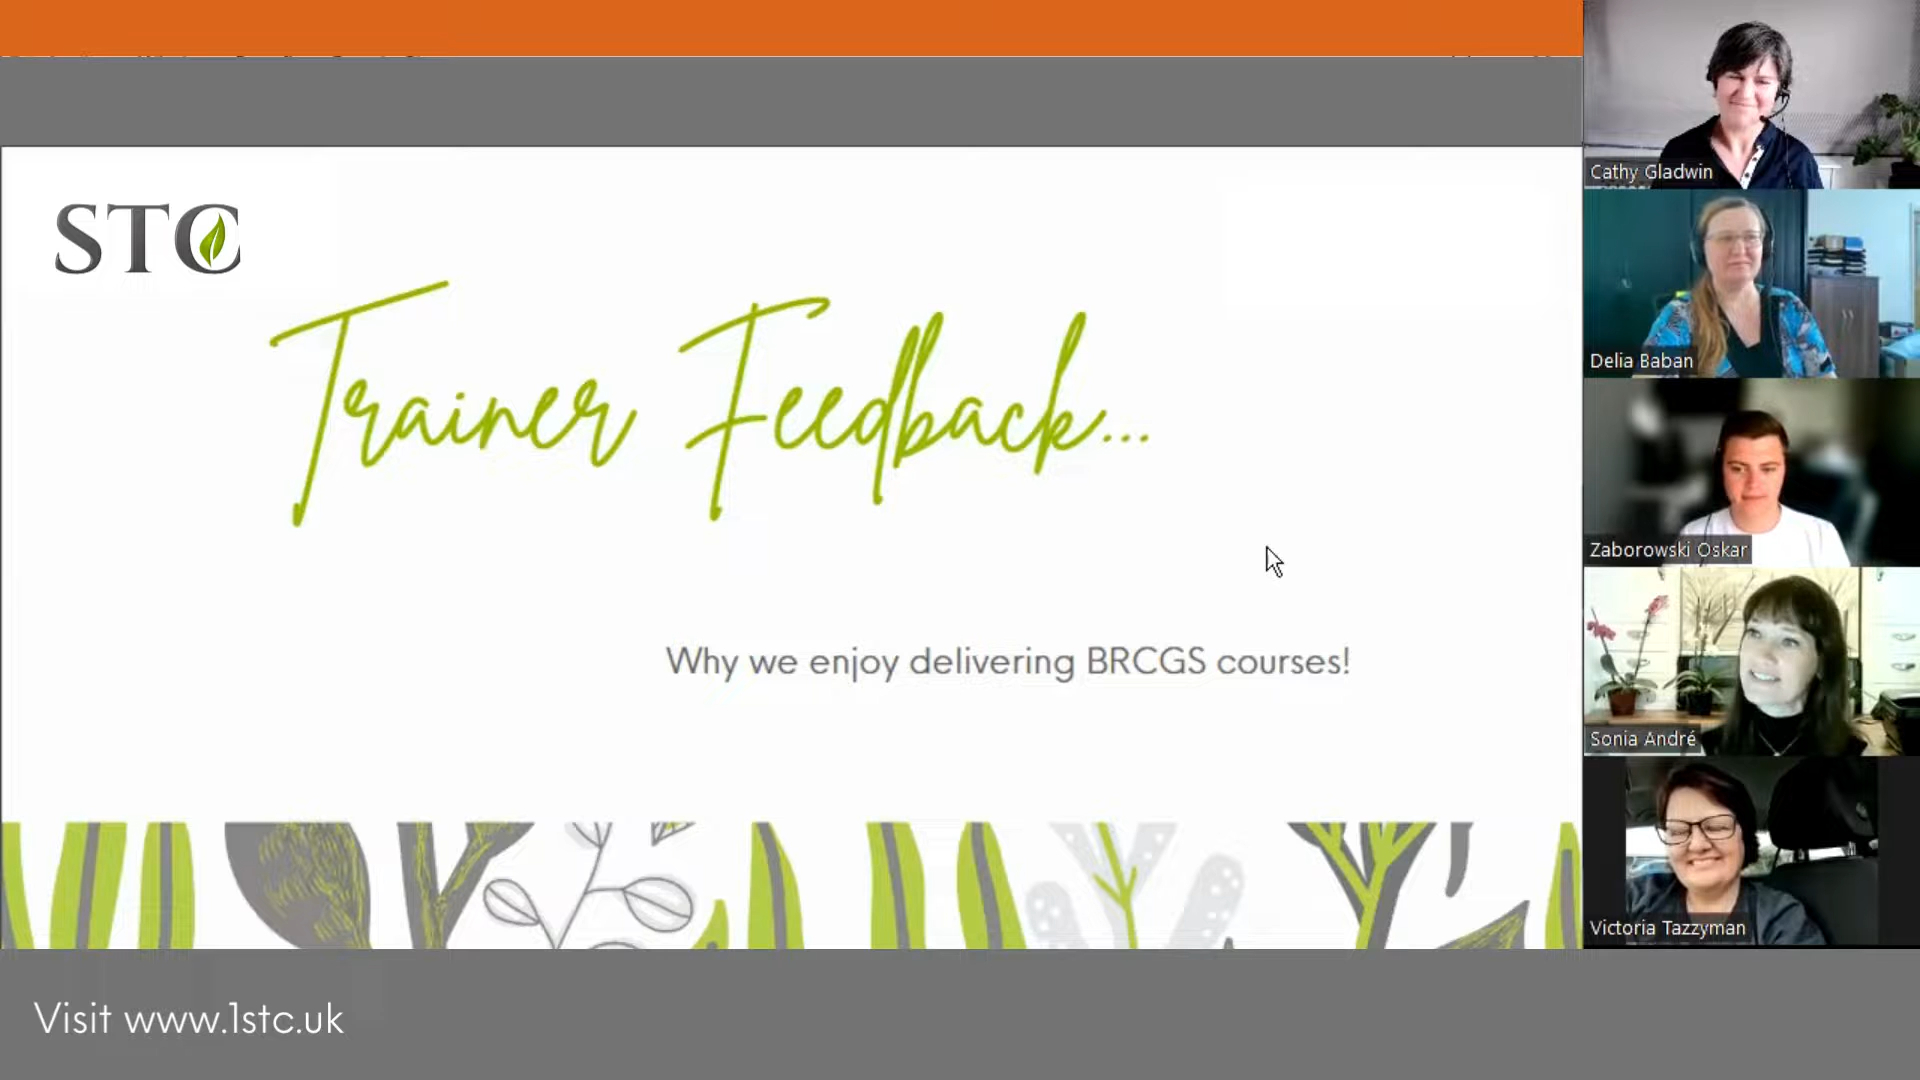 STC
Trainer Feedback...
Why we enjoy delivering BRCGS courses!
Visit www.1stc.uk
Cathy Gladwin
Delia Baban
Zaborowski Oskar
Sonia André
Victoria Tazzyman